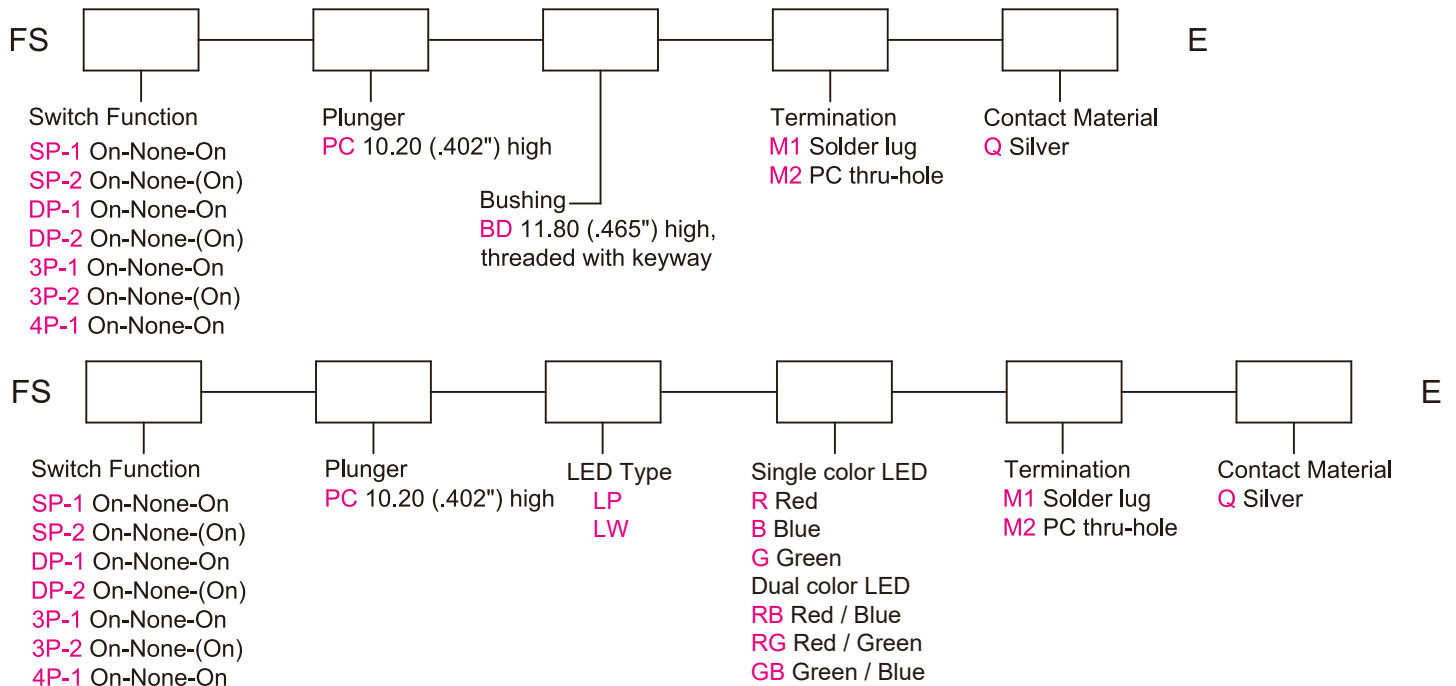 FS
E
Switch Function
SP-1 On-None-On
SP-2 On-None-(On)
DP-1 On-None-On
DP-2 On-None-(On)
3P-1 On-None-On
3P-2 On-None-(On)
4P-1 On-None-On
Plunger
PC 10.20 (.402") high
Bushing
BD 11.80 (.465") high,
threaded with keyway
Termination
M1 Solder lug
M2 PC thru-hole
Contact Material
Q Silver
FS
E
Switch Function
SP-1 On-None-On
SP-2 On-None-(On)
DP-1 On-None-On
DP-2 On-None-(On)
3P-1 On-None-On
3P-2 On-None-(On)
4P-1 On-None-On
Plunger
PC 10.20 (.402") high
LED Type
LP
LW
Single color LED
R Red
B Blue
G Green
Dual color LED
RB Red / Blue
RG Red / Green
GB Green / Blue
Termination
M1 Solder lug
M2 PC thru-hole
Contact Material
Q Silver